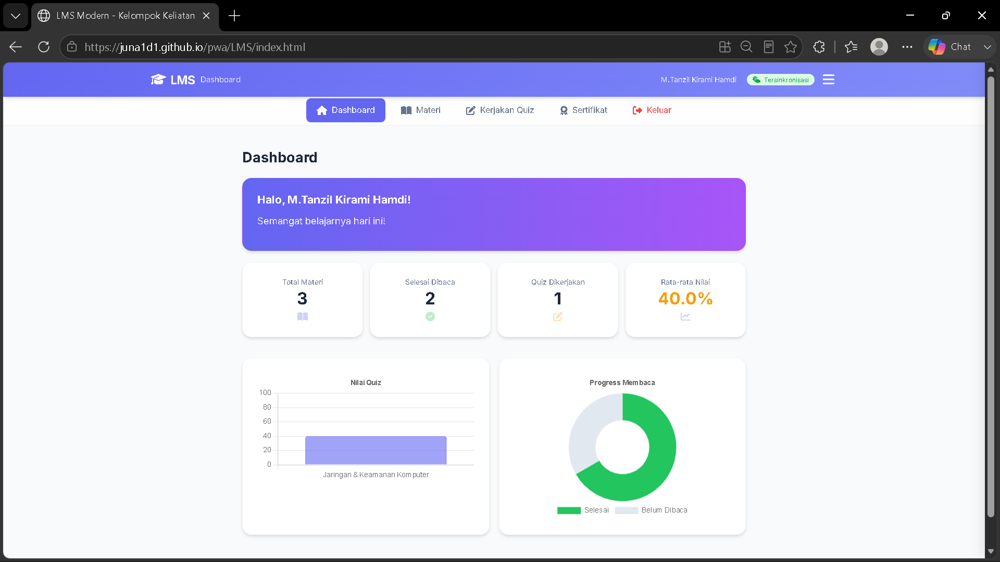 LMS Modern - Kelompok Keliatan
https://juna1d1.github.io/pwa/LMS/index.html
Chat
LMS Dashboard
M.Tanzil Kirami Hamdi
Tersinkronisasi
Dashboard
Materi
Kerjakan Quiz
Sertifikat
Keluar
Dashboard
Halo, M.Tanzil Kirami Hamdi!
Semangat belajarnya hari ini!
Total Materi
3
Selesai Dibaca
2
Quiz Dikerjakan
1
Rata-rata Nilai
40.0%
Nilai Quiz
100
80
60
40
20
0
Jaringan & Keamanan Komputer
Progress Membaca
Selesai
Belum Dibaca